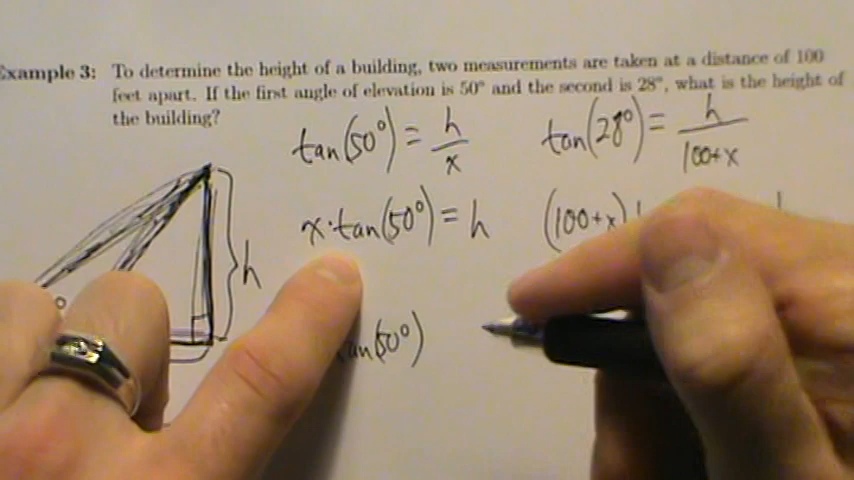 Example 3: To determine the height of a building, two measurements are taken at a distance of 100
feet apart. If the first angle of elevation is 50° and the second is 28°, what is the height of
the building?
tan(50°) = h/x
tan(28°) = h/100+x
x·tan(50°) = h
(100+x)
h
tan(50°)